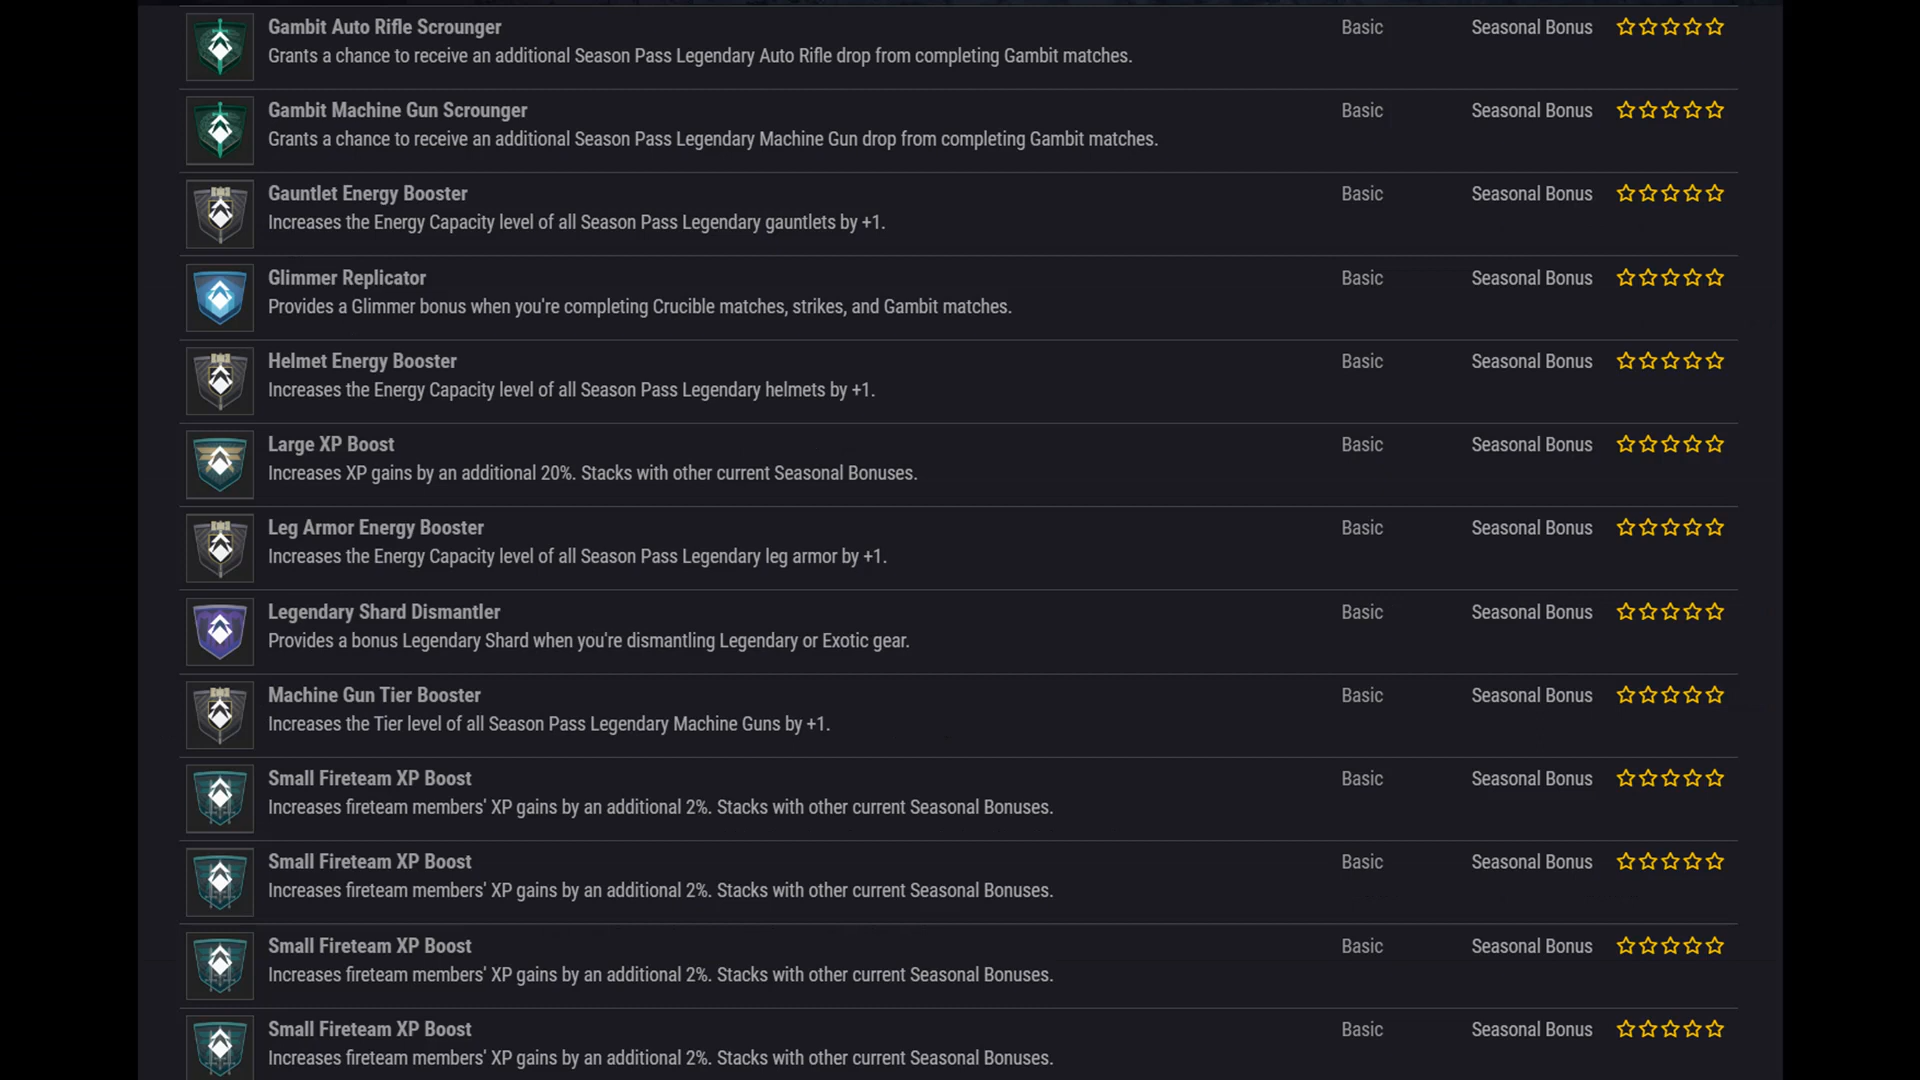 Gambit Auto Rifle Scrounger
Basic
Seasonal Bonus
Grants a chance to receive an additional Season Pass Legendary Auto Rifle drop from completing Gambit matches.
Gambit Machine Gun Scrounger
Basic
Seasonal Bonus
Grants a chance to receive an additional Season Pass Legendary Machine Gun drop from completing Gambit matches.
Gauntlet Energy Booster
Basic
Seasonal Bonus
Increases the Energy Capacity level of all Season Pass Legendary gauntlets by +1.
Glimmer Replicator
Basic
Seasonal Bonus
Provides a Glimmer bonus when you're completing Crucible matches, strikes, and Gambit matches.
Helmet Energy Booster
Basic
Seasonal Bonus
Increases the Energy Capacity level of all Season Pass Legendary helmets by +1.
Large XP Boost
Basic
Seasonal Bonus
Increases XP gains by an additional 20%. Stacks with other current Seasonal Bonuses.
Leg Armor Energy Booster
Basic
Seasonal Bonus
Increases the Energy Capacity level of all Season Pass Legendary leg armor by +1.
Legendary Shard Dismantler
Basic
Seasonal Bonus
Provides a bonus Legendary Shard when you're dismantling Legendary or Exotic gear.
Machine Gun Tier Booster
Basic
Seasonal Bonus
Increases the Tier level of all Season Pass Legendary Machine Guns by +1.
Small Fireteam XP Boost
Basic
Seasonal Bonus
Increases fireteam members' XP gains by an additional 2%. Stacks with other current Seasonal Bonuses.
Small Fireteam XP Boost
Basic
Seasonal Bonus
Increases fireteam members' XP gains by an additional 2%. Stacks with other current Seasonal Bonuses.
Small Fireteam XP Boost
Basic
Seasonal Bonus
Increases fireteam members' XP gains by an additional 2%. Stacks with other current Seasonal Bonuses.
Small Fireteam XP Boost
Basic
Seasonal Bonus
Increases fireteam members' XP gains by an additional 2%. Stacks with other current Seasonal Bonuses.